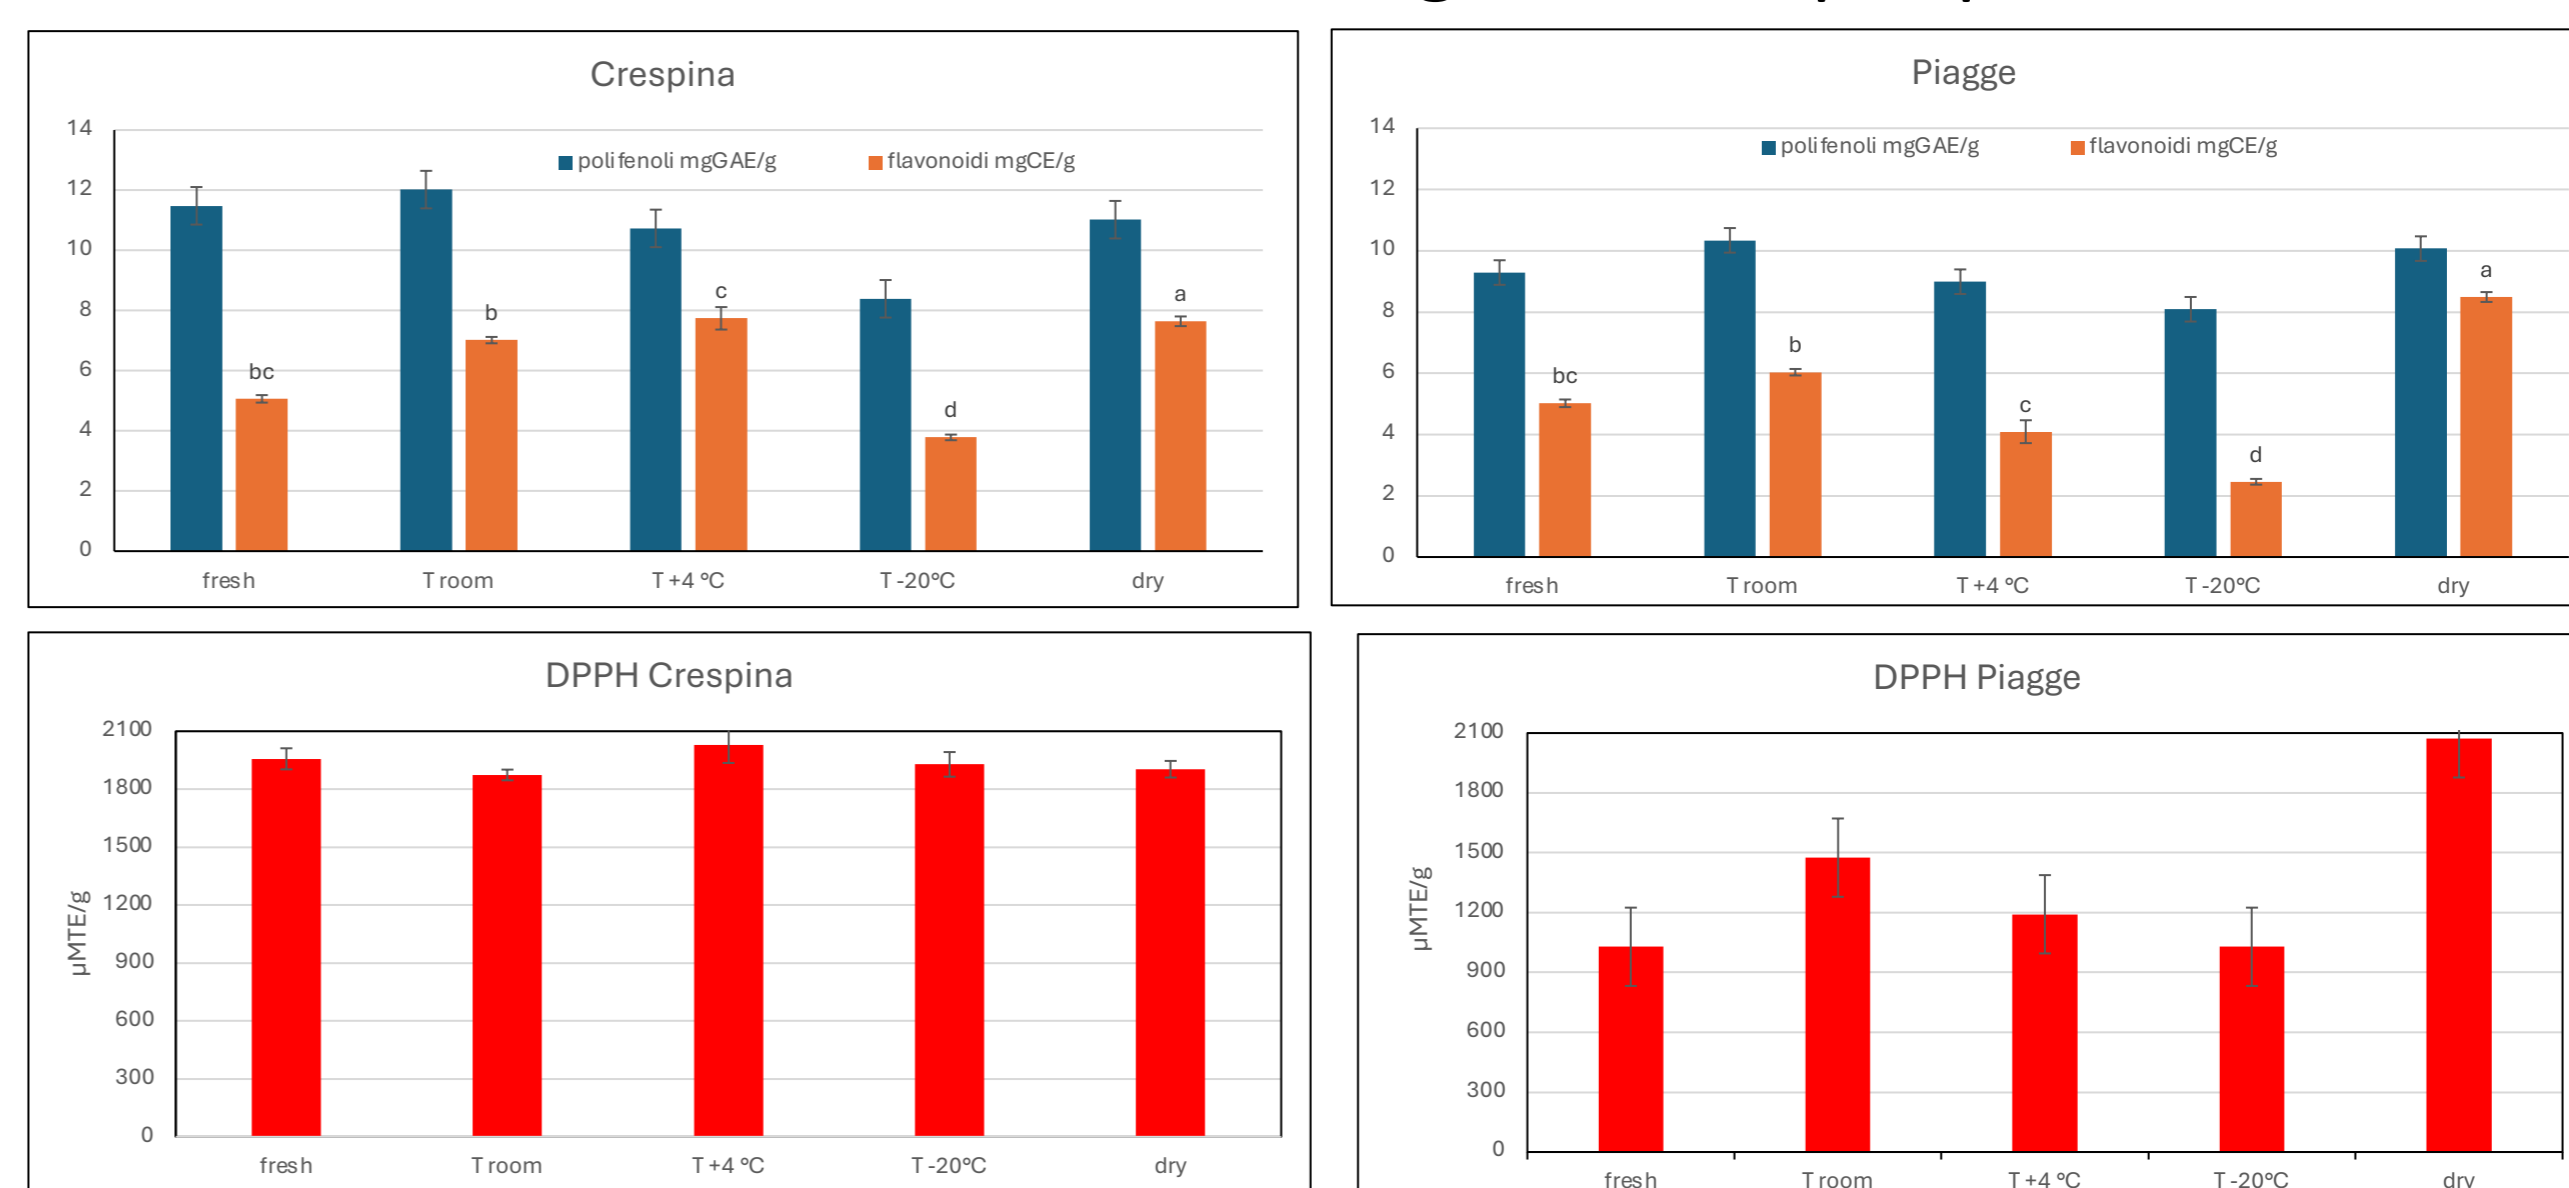 Crespina
14
polifenoli mgGAE/g flavonoidi mgCE/g
12
10
8
6
4
2
0
bc b c d a
fresh T room T +4 °C T -20°C dry
Piagge
14
polifenoli mgGAE/g flavonoidi mgCE/g
12
10
8
6
4
2
0
bc b c d a
fresh T room T +4 °C T -20°C dry
DPPH Crespina
2100
1800
1500
1200
900
600
300
0
µMTE/g
fresh T room T +4 °C T -20°C dry
DPPH Piagge
2100
1800
1500
1200
900
600
300
0
µMTE/g
fresh T room T +4 °C T -20°C dry